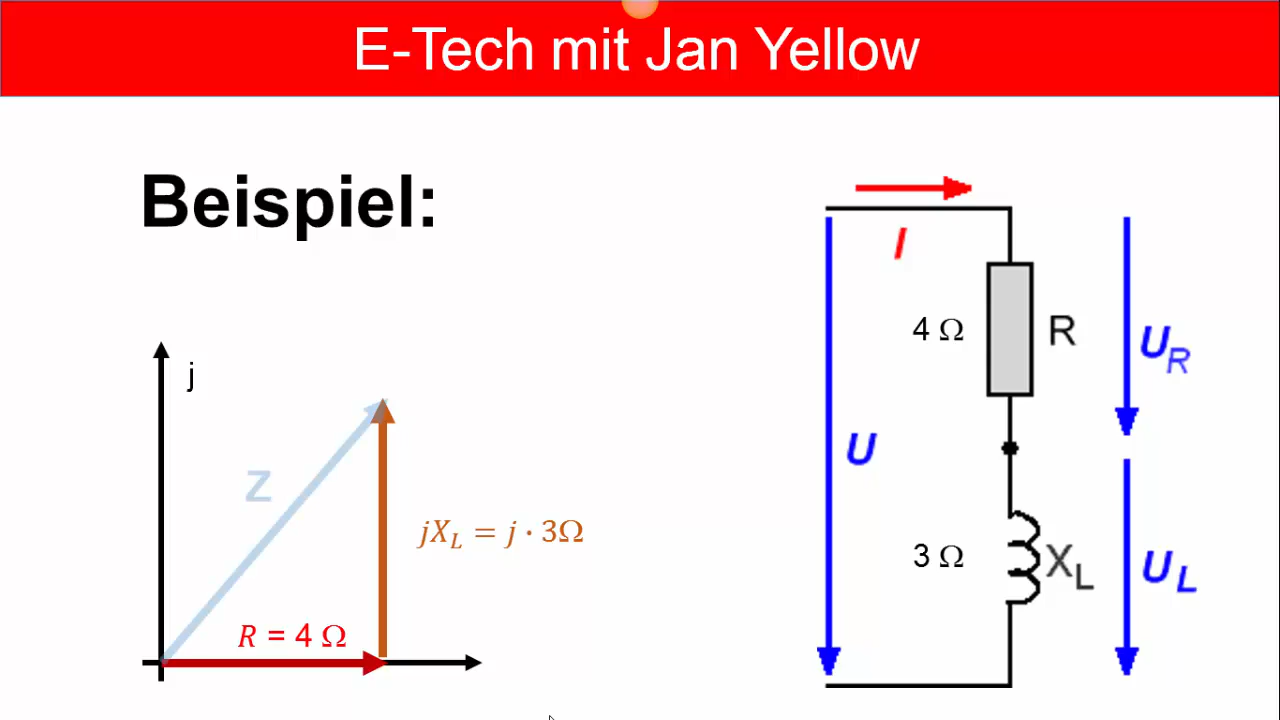 E-Tech mit Jan Yellow
Beispiel:
j
Z
jX_L = j · 3Ω
R = 4 Ω
I
4 Ω
R
U_R
U
3 Ω
X_L
U_L